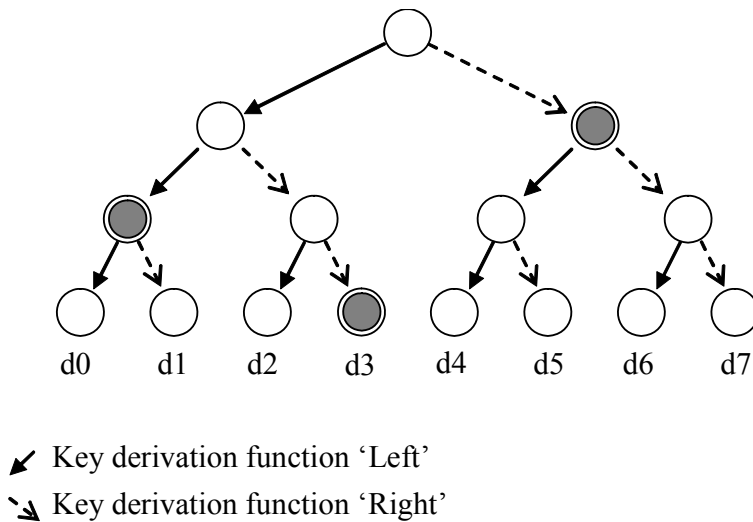 d0 d1 d2 d3 d4 d5 d6 d7
Key derivation function ‘Left’
Key derivation function ‘Right’